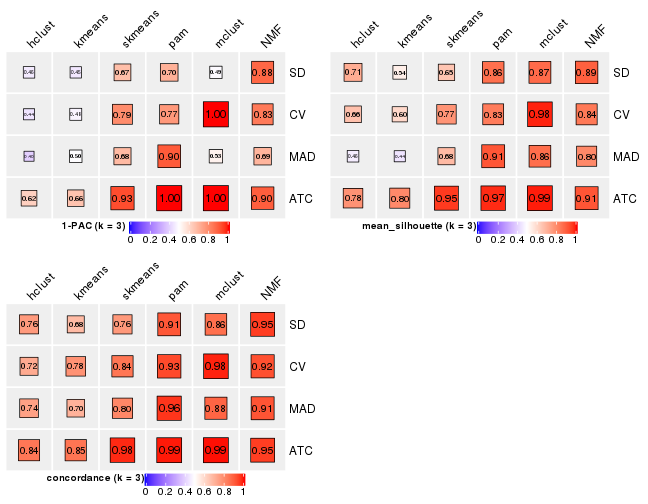 hclust kmeans skmeans pam mclust NMF
0.67 0.70 0.49 0.88 SD
0.44 0.48 0.79 0.77 1.00 0.83 CV
0.50 0.68 0.90 0.53 0.69 MAD
0.62 0.66 0.93 1.00 1.00 0.90 ATC
1-PAC (k = 3)
0 0.2 0.4 0.6 0.8 1
hclust kmeans skmeans pam mclust NMF
0.71 0.54 0.65 0.86 0.87 0.89 SD
0.66 0.60 0.77 0.83 0.98 0.84 CV
0.44 0.68 0.91 0.86 0.80 MAD
0.78 0.80 0.95 0.97 0.99 0.91 ATC
mean_silhouette (k = 3)
0 0.2 0.4 0.6 0.8 1
hclust kmeans skmeans pam mclust NMF
0.76 0.68 0.76 0.91 0.86 0.95 SD
0.72 0.78 0.84 0.93 0.98 0.92 CV
0.74 0.70 0.80 0.96 0.88 0.91 MAD
0.84 0.85 0.98 0.99 0.99 0.95 ATC
concordance (k = 3)
0 0.2 0.4 0.6 0.8 1